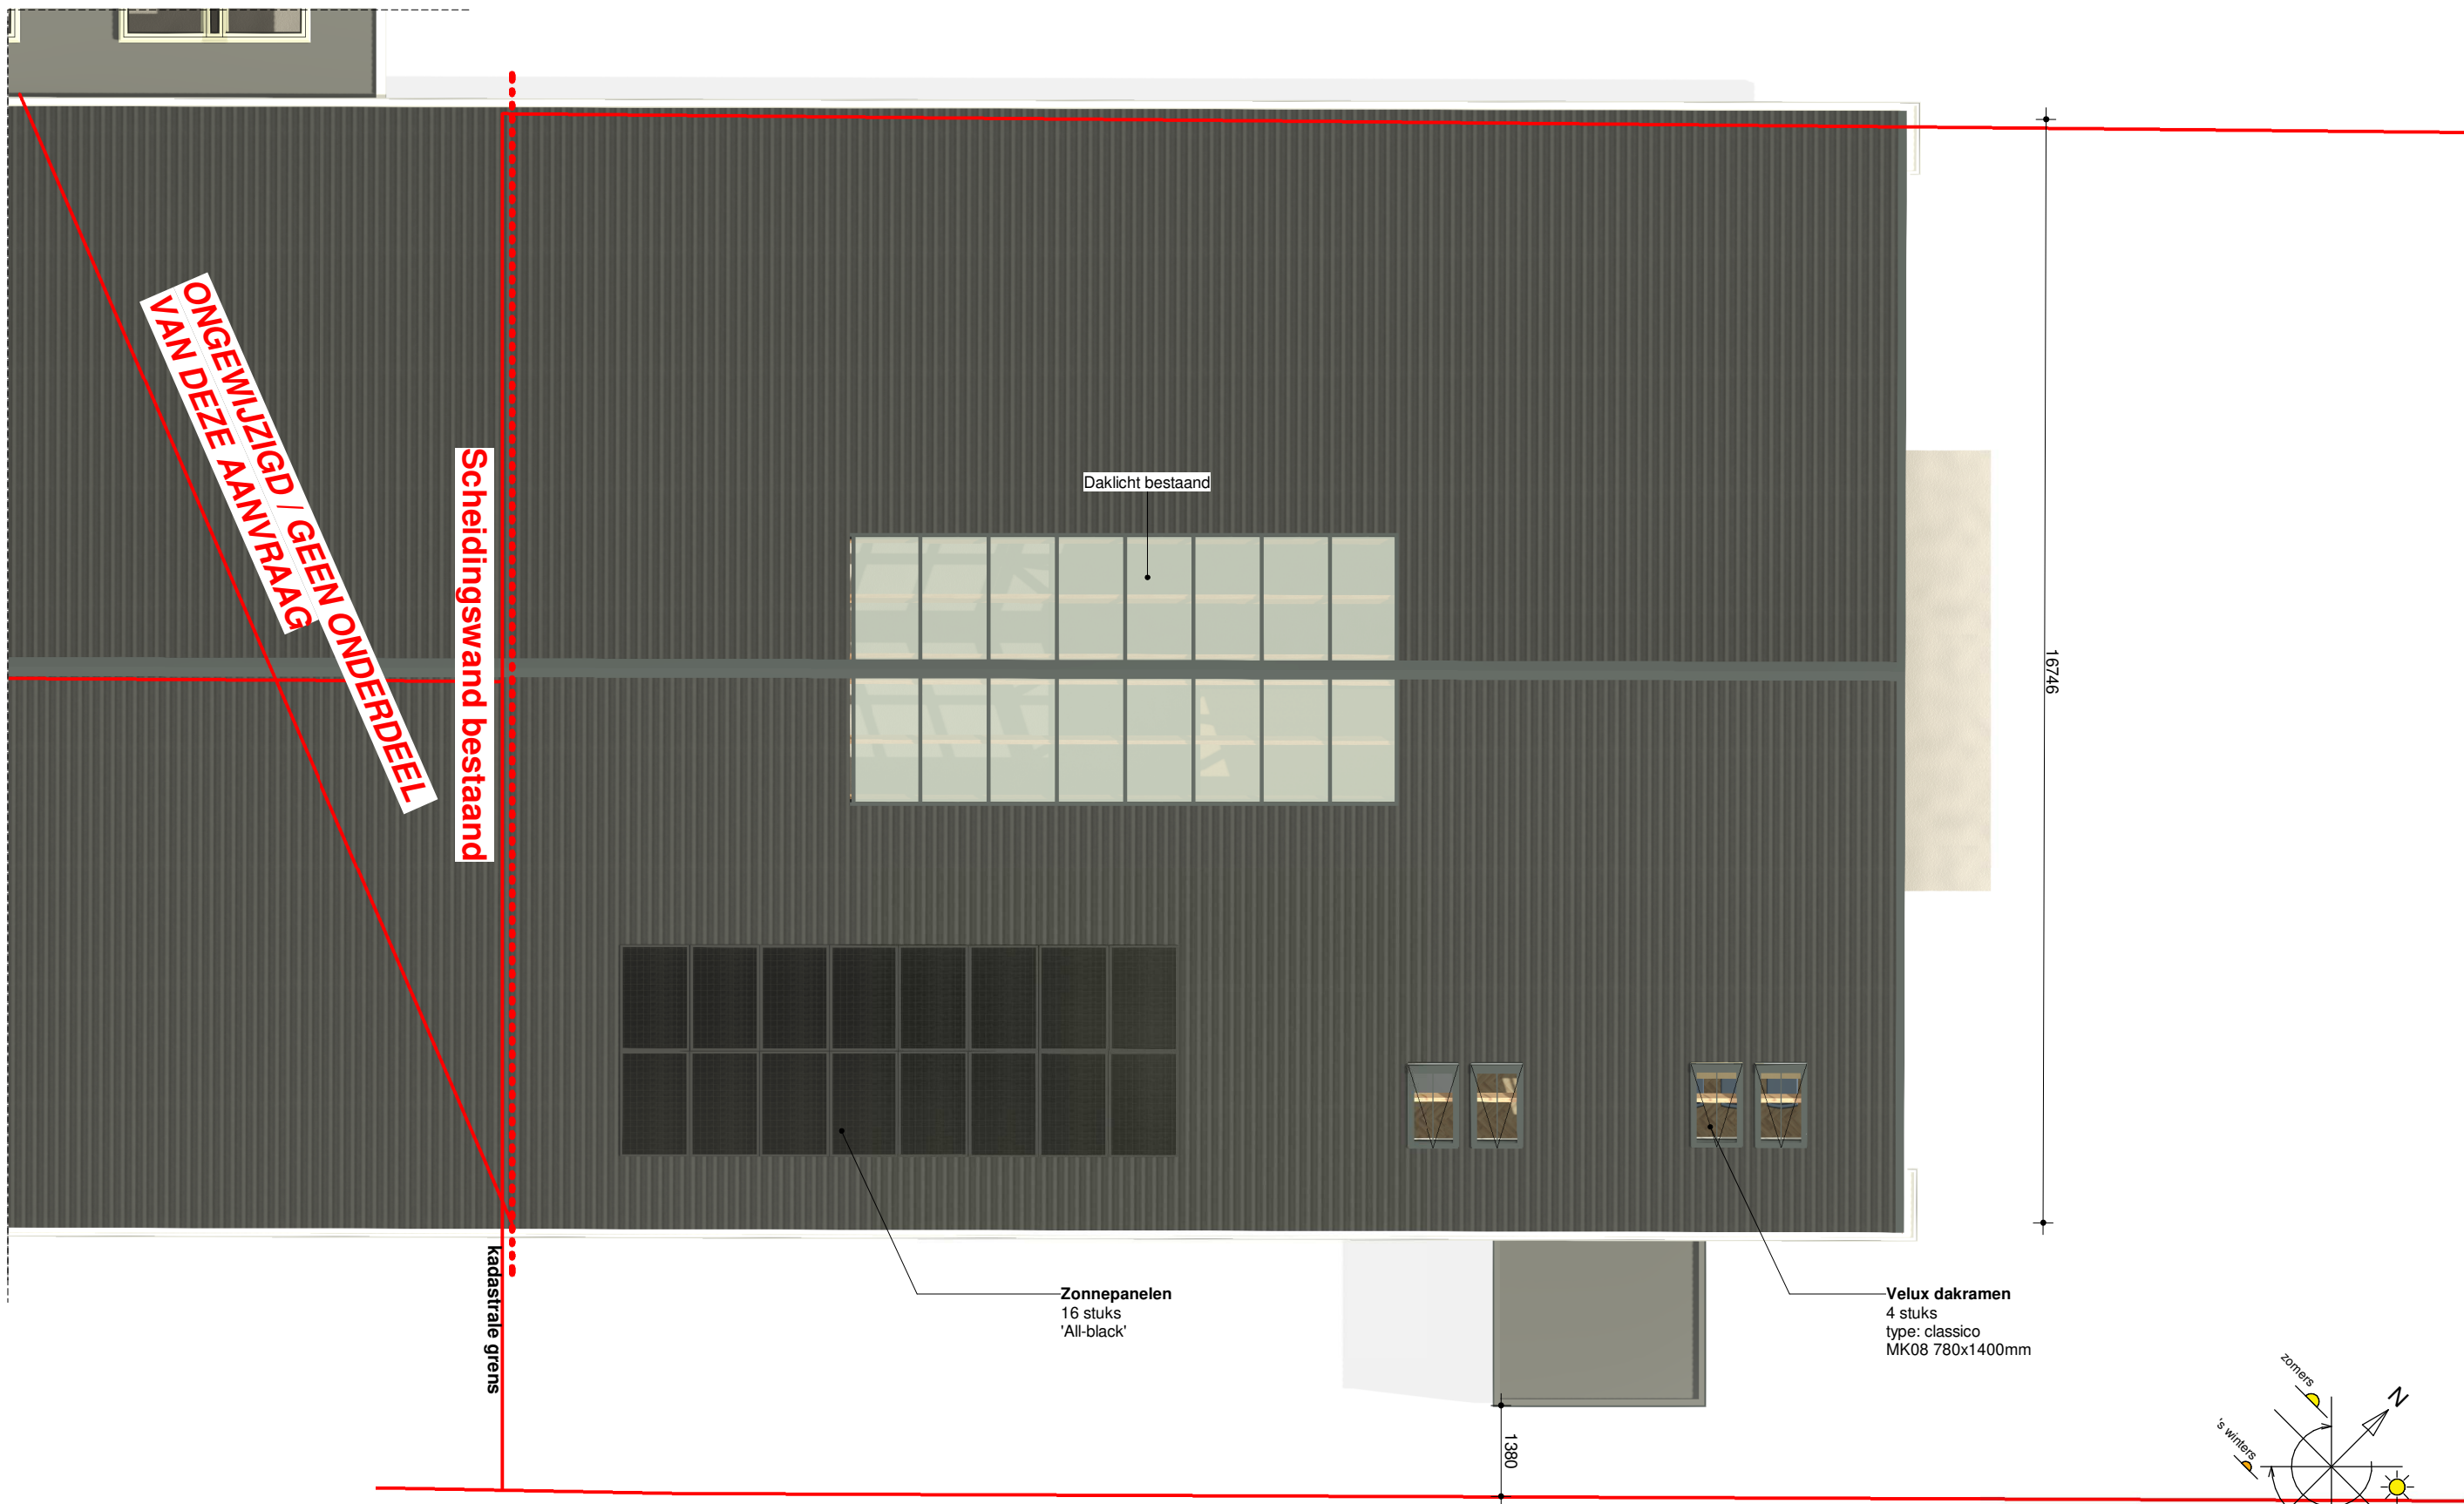 ONGEWIJZIGD / GEEN ONDERDEEL
VAN DEZE AANVRAAG
Scheidingswand bestaand
Daklicht bestaand
16746
kadastrale grens
Zonnepanelen
16 stuks
'All-black'
Velux dakramen
4 stuks
type: classico
MK08 780x1400mm
1380
zomers
's winters
N